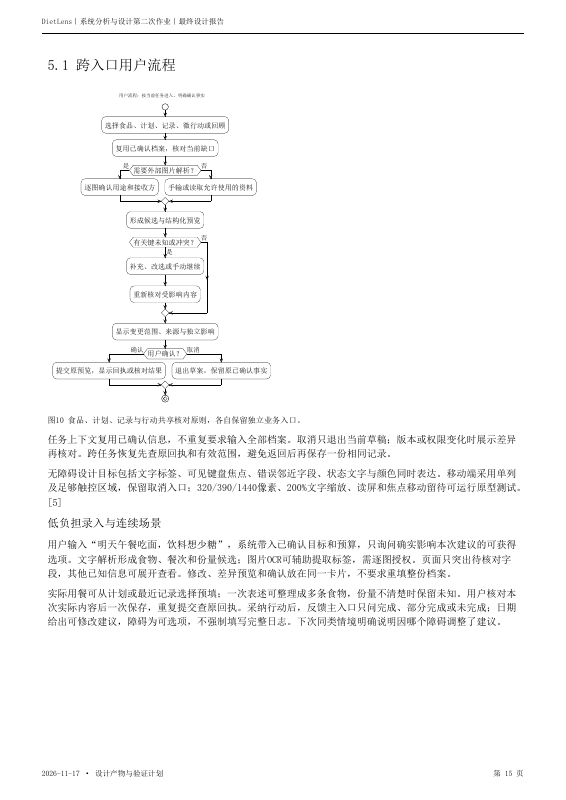 DietLens | 系统分析与设计第二次作业 | 最终设计报告
5.1 跨入口用户流程
用户流程：按当前任务进入、明确确认事实
选择食品、计划、记录、微行动或回顾
复用已确认档案，核对当前缺口
是
需要外部图片解析？
否
逐图确认用途和接收方
手输或读取允许使用的资料
形成候选与结构化预览
有关键未知或冲突？
否
是
补充、改选或手动继续
重新核对受影响内容
显示变更范围、来源与独立影响
确认
用户确认？
取消
提交原预览，显示回执或核对结果
退出草案，保留原已确认事实
图10 食品、计划、记录与行动共享核对原则，各自保留独立业务入口。
任务上下文复用已确认信息，不重复要求输入全部档案。取消只退出当前草稿；版本或权限变化时展示差异
再核对。跨任务恢复先查原回执和有效范围，避免返回后再保存一份相同记录。
无障碍设计目标包括文字标签、可见键盘焦点、错误邻近字段、状态文字与颜色同时表达。移动端采用单列
及足够触控区域，保留取消入口；320/390/1440像素、200%文字缩放、读屏和焦点移动留待可运行原型测试。
[5]
低负担录入与连续场景
用户输入“明天午餐吃面，饮料想少糖”，系统带入已确认目标和预算，只询问确实影响本次建议的可获得
选项。文字解析形成食物、餐次和份量候选；图片OCR可辅助提取标签，需逐图授权。页面只突出待核对字
段，其他已知信息可展开查看。修改、差异预览和确认放在同一卡片，不要求重填整份档案。
实际用餐可从计划或最近记录选择预填；一次表述可整理成多条食物，份量不清楚时保留未知。用户核对本
次实际内容后一次保存，重复提交查原回执。采纳行动后，反馈主入口只问完成、部分完成或未完成；日期
给出可修改建议，障碍为可选项，不强制填写完整日志。下次同类情境明确说明因哪个障碍调整了建议。
2026-11-17 • 设计产物与验证计划
第 15 页